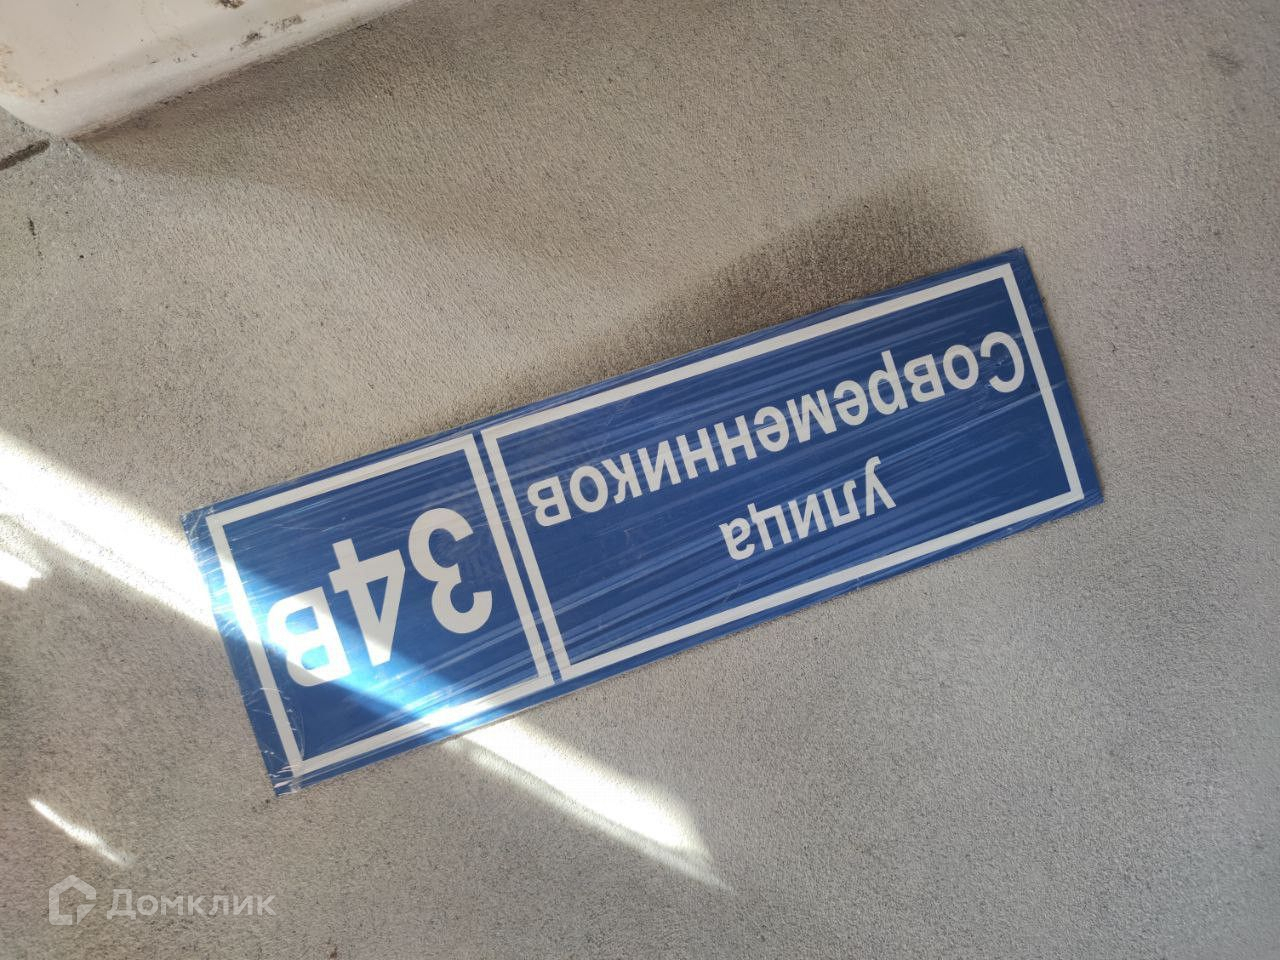 улица
Современников
34В
Домклик